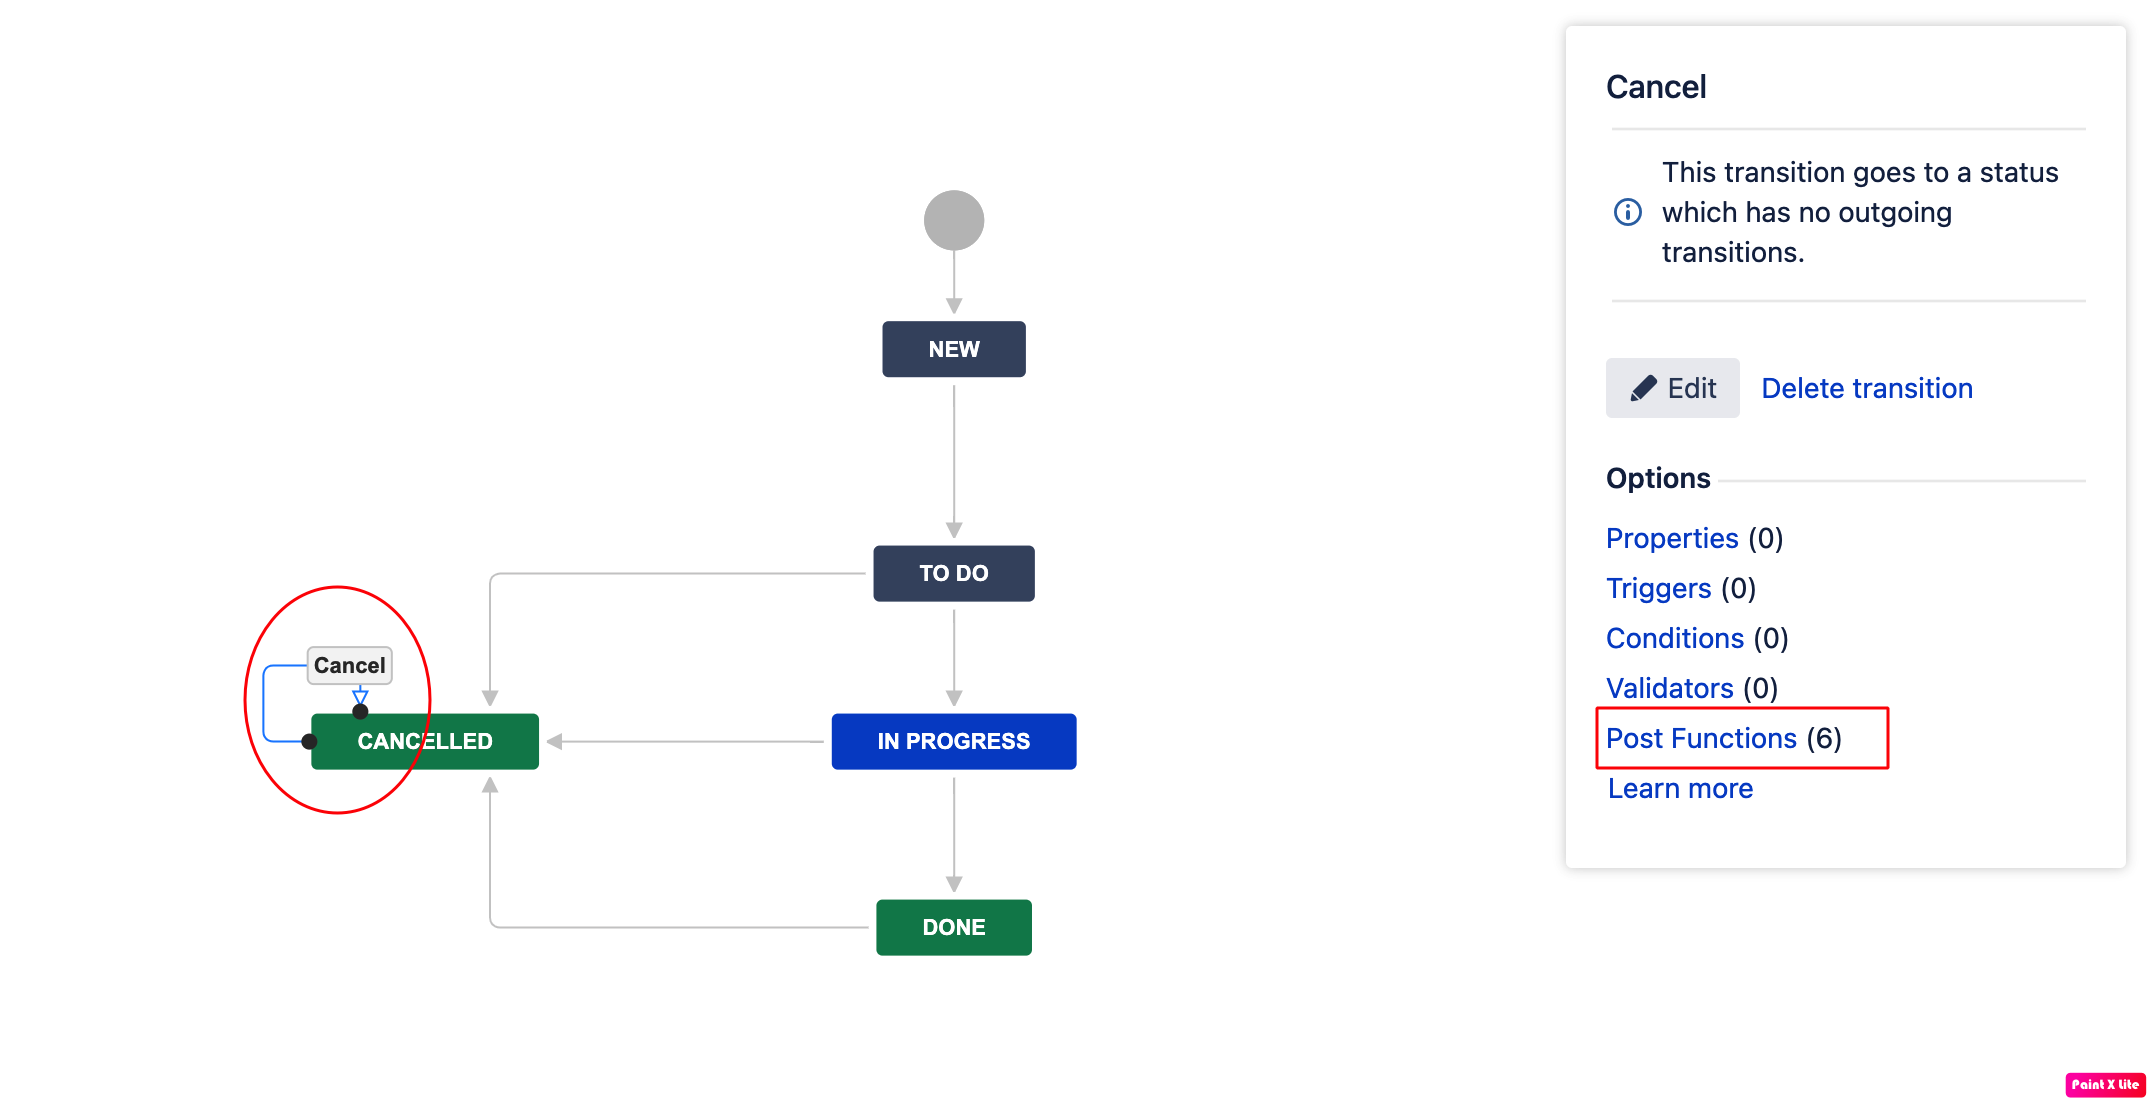 NEW
TO DO
Cancel
CANCELLED
IN PROGRESS
DONE
Cancel
This transition goes to a status
which has no outgoing
transitions.
Edit Delete transition
Options
Properties (0)
Triggers (0)
Conditions (0)
Validators (0)
Post Functions (6)
Learn more
Paint X Lite